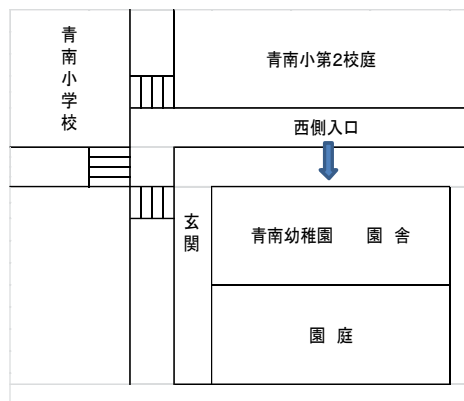 青南小学校
青南小第2校庭
西側入口
玄関
青南幼稚園　　園　舎
園　庭